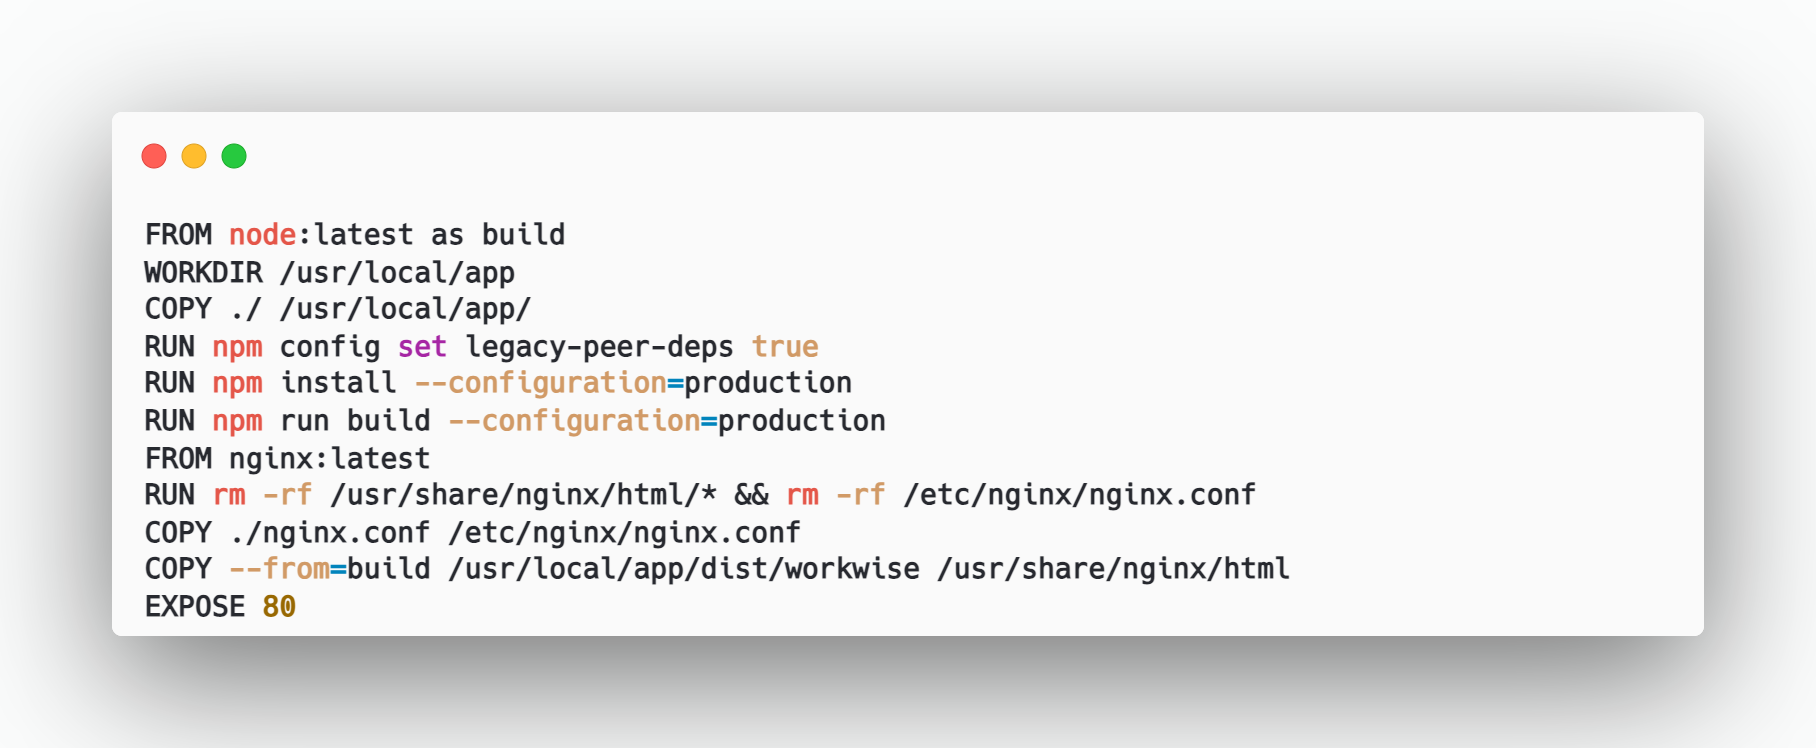 FROM node:latest as build
WORKDIR /usr/local/app
COPY ./ /usr/local/app/
RUN npm config set legacy-peer-deps true
RUN npm install --configuration=production
RUN npm run build --configuration=production
FROM nginx:latest
RUN rm -rf /usr/share/nginx/html/* && rm -rf /etc/nginx/nginx.conf
COPY ./nginx.conf /etc/nginx/nginx.conf
COPY --from=build /usr/local/app/dist/workwise /usr/share/nginx/html
EXPOSE 80